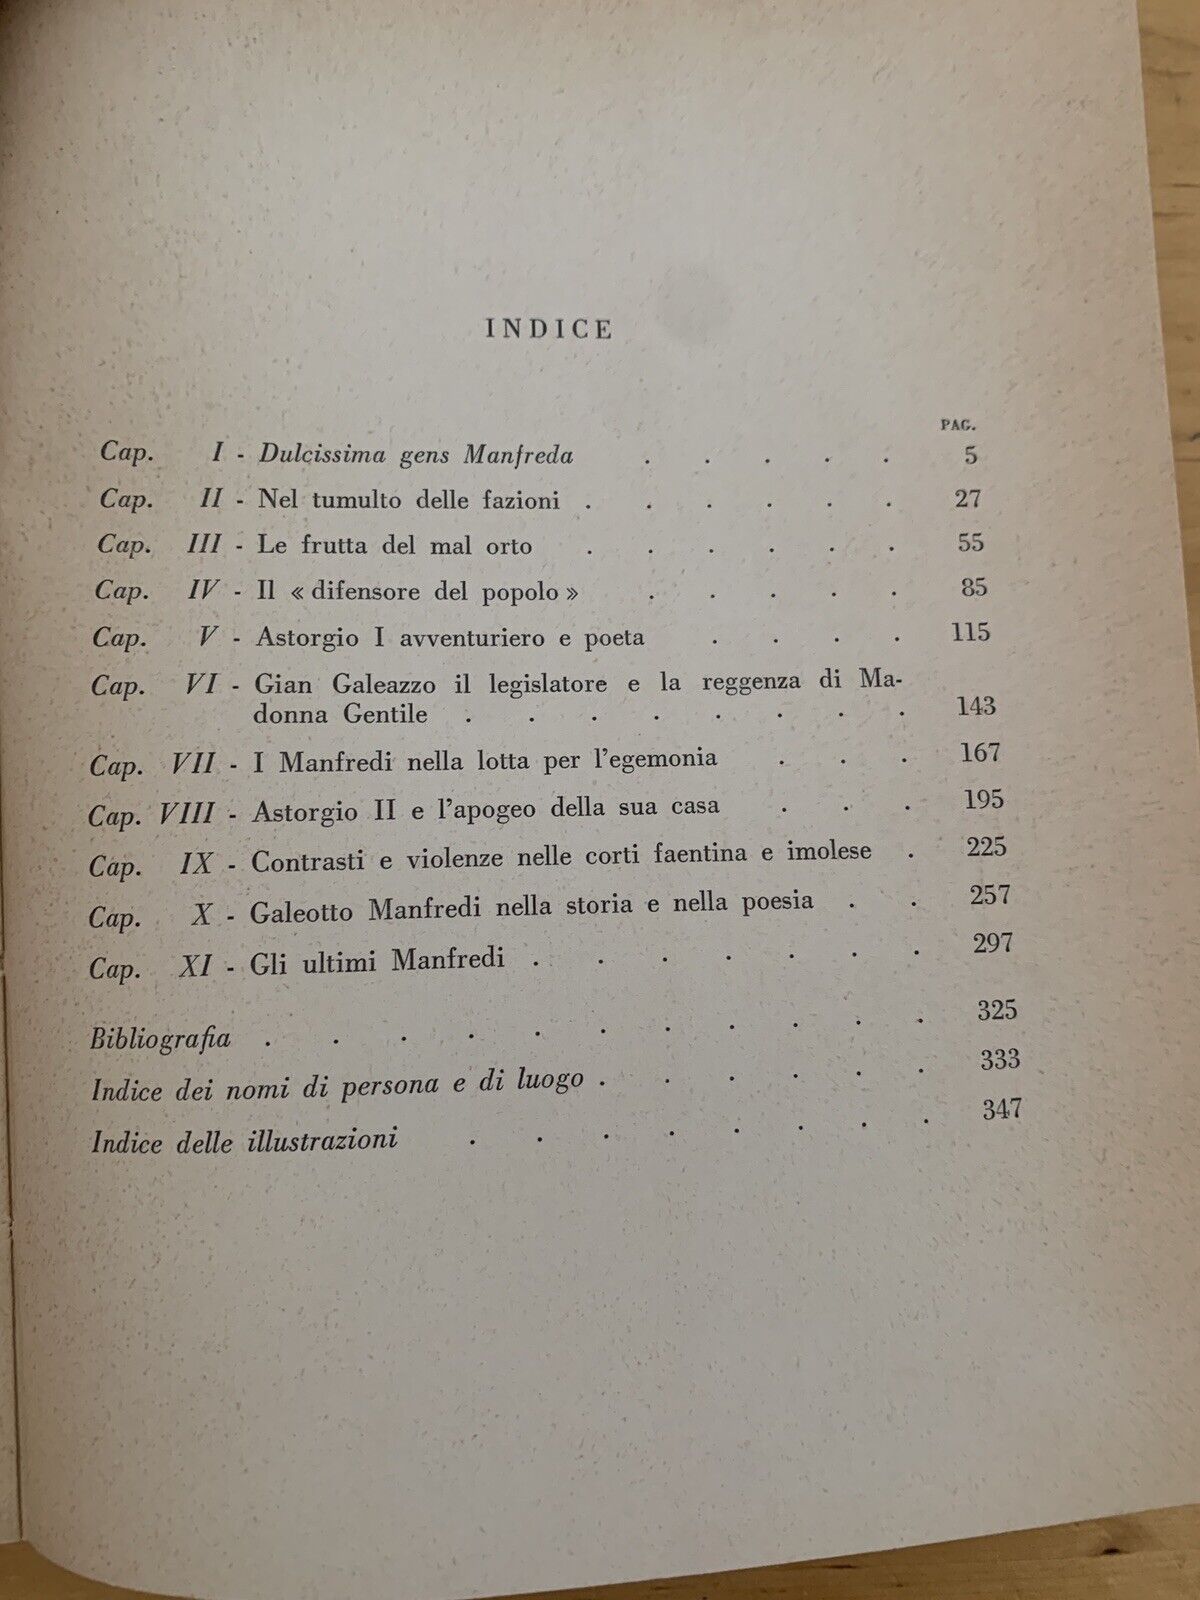 INDICE
PAG.
Cap. I - Dulcissima gens Manfreda . . . . . 5
Cap. II - Nel tumulto delle fazioni . . . . . . 27
Cap. III - Le frutta del mal orto . . . . . . 55
Cap. IV - Il « difensore del popolo » . . . . . 85
Cap. V - Astorgio I avventuriero e poeta . . . . 115
Cap. VI - Gian Galeazzo il legislatore e la reggenza di Ma-
donna Gentile . . . . . . . . 143
Cap. VII - I Manfredi nella lotta per l'egemonia . . . 167
Cap. VIII - Astorgio II e l'apogeo della sua casa . . . 195
Cap. IX - Contrasti e violenze nelle corti faentina e imolese . 225
Cap. X - Galeotto Manfredi nella storia e nella poesia . . 257
Cap. XI - Gli ultimi Manfredi . . . . . . . 297
Bibliografia . . . . . . . . . . . 325
Indice dei nomi di persona e di luogo . . . . . . 333
Indice delle illustrazioni . . . . . . . . 347